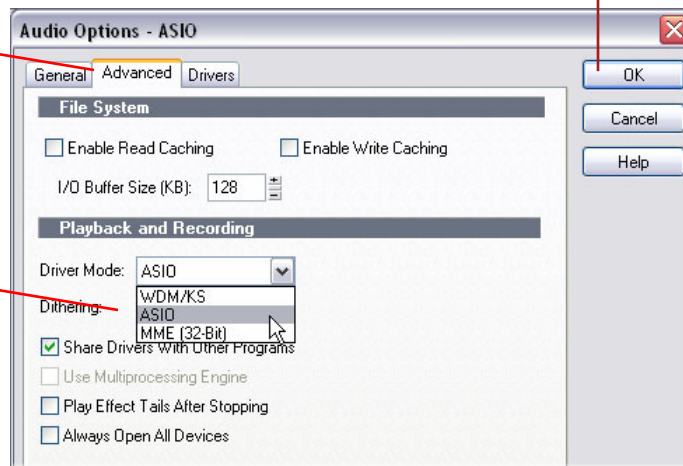 Audio Options - ASIO
General Advanced Drivers
OK
Cancel
Help
File System
Enable Read Caching Enable Write Caching
I/O Buffer Size (KB): 128
Playback and Recording
Driver Mode: ASIO
WDM/KS
Dithering:
ASIO
MME (32-Bit)
Share Drivers With Other Programs
Use Multiprocessing Engine
Play Effect Tails After Stopping
Always Open All Devices